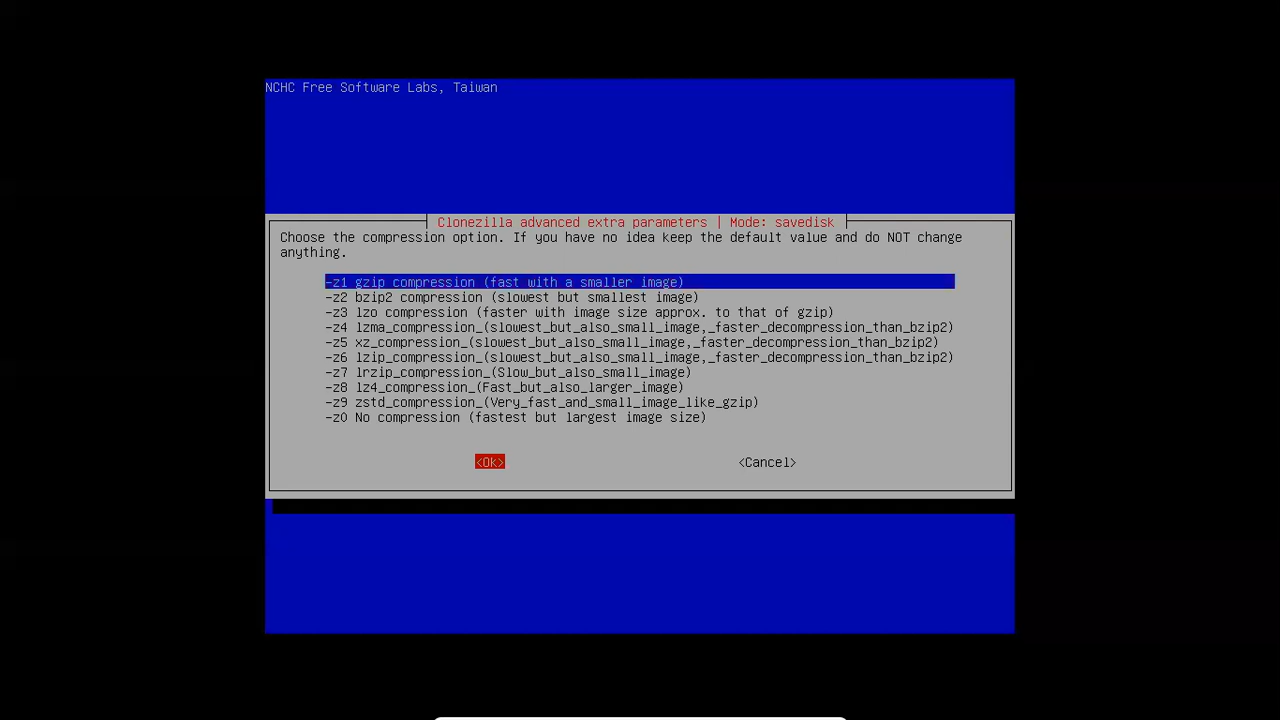 NCHC Free Software Labs, Taiwan
Clonezilla advanced extra parameters | Mode: savedisk
Choose the compression option. If you have no idea keep the default value and do NOT change
anything.
-z1 gzip compression (fast with a smaller image)
-z2 bzip2 compression (slowest but smallest image)
-z3 lzo compression (faster with image size approx. to that of gzip)
-z4 lzma_compression_(slowest_but_also_small_image,_faster_decompression_than_bzip2)
-z5 xz_compression_(slowest_but_also_small_image,_faster_decompression_than_bzip2)
-z6 lzip_compression_(slowest_but_also_small_image,_faster_decompression_than_bzip2)
-z7 lrzip_compression_(Slow_but_also_small_image)
-z8 lz4_compression_(Fast_but_also_larger_image)
-z9 zstd_compression_(Very_fast_and_small_image_like_gzip)
-z0 No compression (fastest but largest image size)
<Ok> <Cancel>